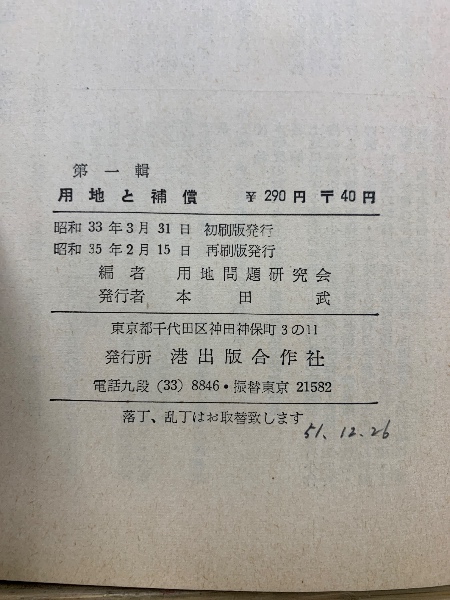 第一輯
用地と補償 ¥290円 〒40円
昭和33年3月31日 初刷版発行
昭和35年2月15日 再刷版発行
編者 用地問題研究会
発行者 本田武
東京都千代田区神田神保町3の11
発行所 港出版合作社
電話九段(33)8846・振替東京21582
落丁、乱丁はお取替致します
51.12.26